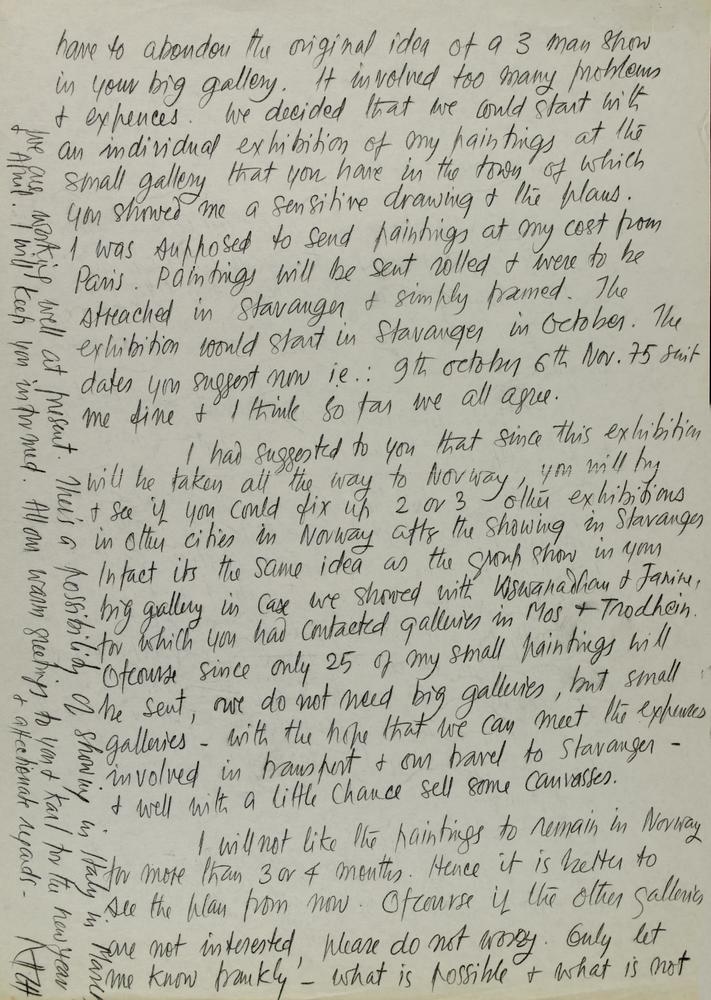 have to abandon the original idea of a 3 man show
in your big gallery. It involved too many problems
& expences. We decided that we could start with
an individual exhibition of my paintings at the
small gallery that you have in the town, of which
you showed me a sensitive drawing & the plans.
I was supposed to send paintings at my cost from
Paris. Paintings will be sent rolled & were to be
streached in Stavanger & simply framed. The
exhibition would start in Stavanger in October. The
dates you suggest now i.e.: 9th october 6th Nov. 75 suit
me fine & I think so far we all agree.
I had suggested to you that since this exhibition
will be taken all the way to Norway, you will try
& see if you could fix up 2 or 3 other exhibitions
in other cities in Norway after the showing in Stavanger
Infact its the same idea as the group show in your
big gallery in case we showed with Viswanadhan & Janine,
for which you had contacted galleries in Mos & Trodhein.
Ofcourse since only 25 of my small paintings will
be sent, we do not need big galleries, but small
galleries - with the hope that we can meet the expences
involved in transport & our travel to Stavanger -
& well with a little chance sell some canvasses.
I will not like the paintings to remain in Norway
for more than 3 or 4 months. Hence it is better to
see the plan from now. Ofcourse if the other galleries
are not interested, please do not worry. Only let
me know frankly - what is possible & what is not
We are working well at present. There's a possibility of showing in Italy in March
April. I will keep you informed. All our warm greetings to you & Karl for the new year
& affectionate regards -